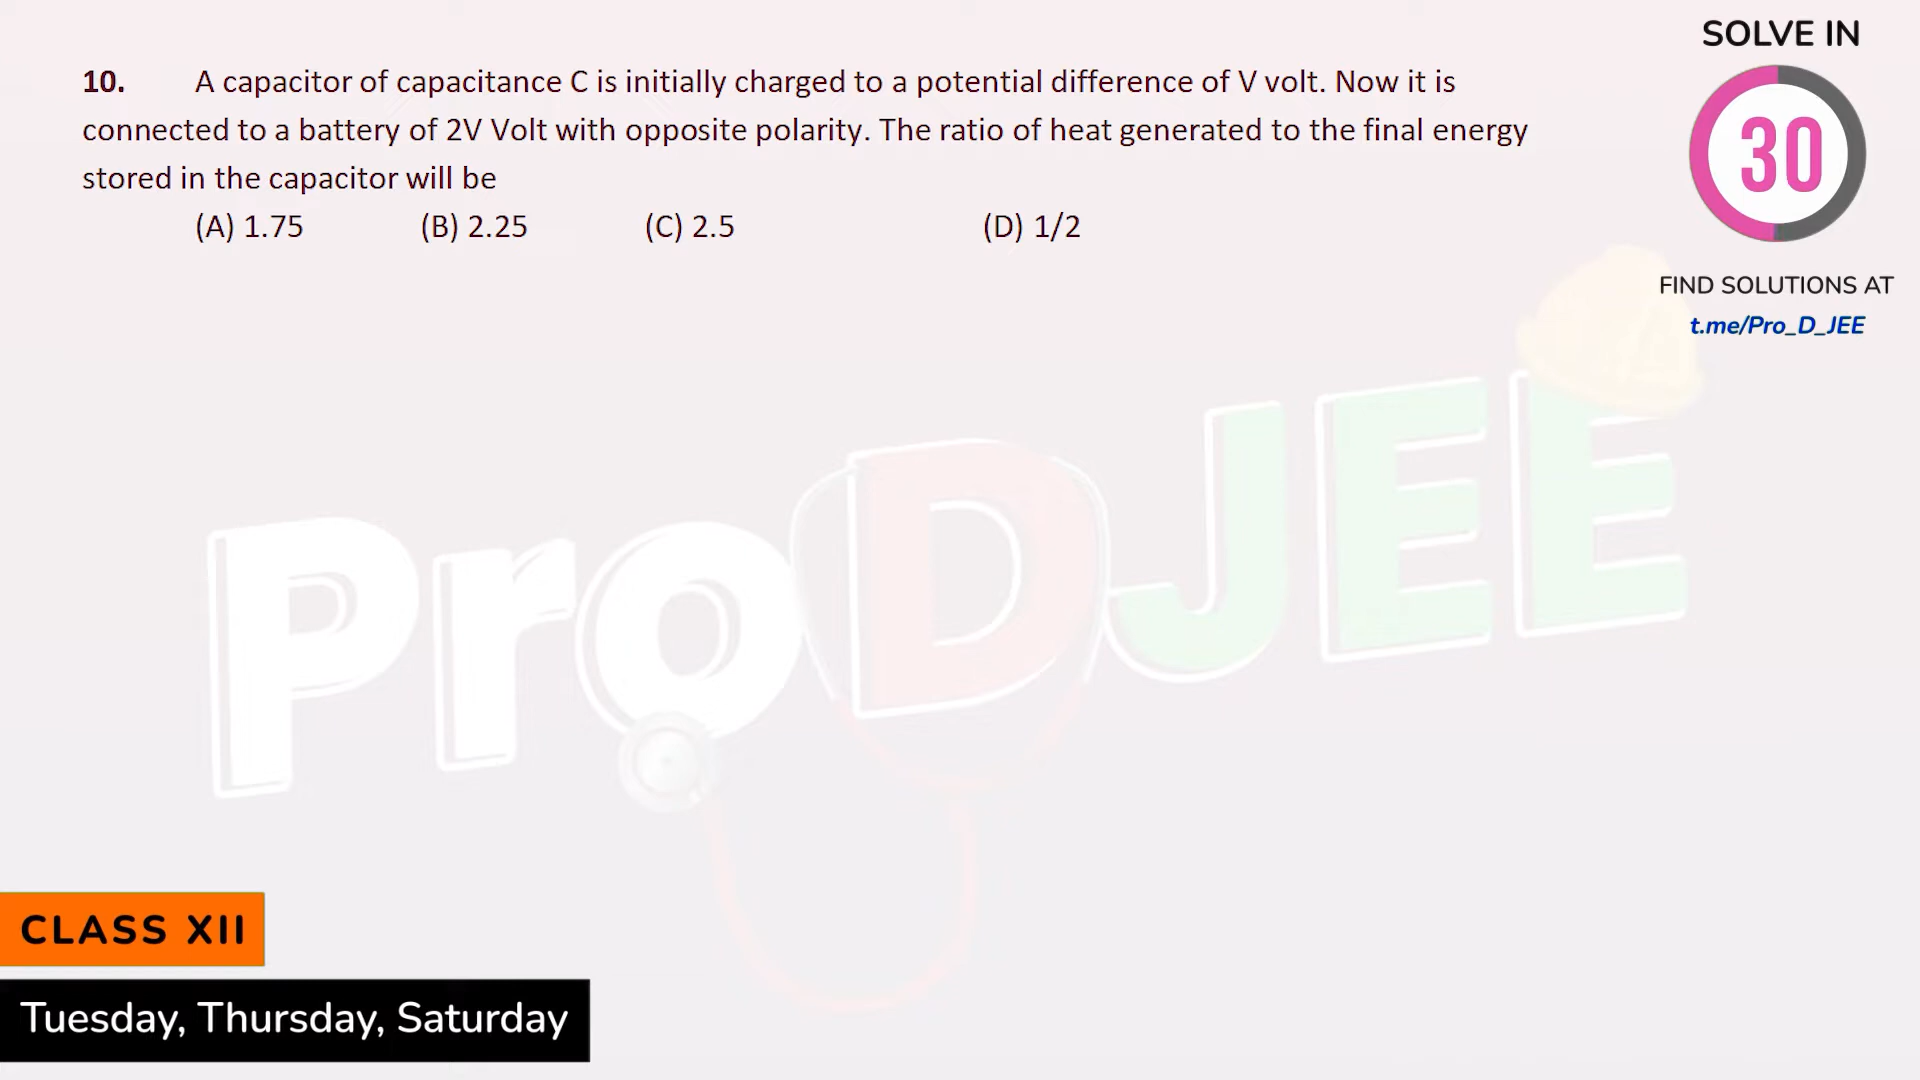 10. A capacitor of capacitance C is initially charged to a potential difference of V volt. Now it is
connected to a battery of 2V Volt with opposite polarity. The ratio of heat generated to the final energy
stored in the capacitor will be
(A) 1.75 (B) 2.25 (C) 2.5 (D) 1/2
SOLVE IN
30
FIND SOLUTIONS AT
t.me/Pro_D_JEE
Pro D JEE
CLASS XII
Tuesday, Thursday, Saturday